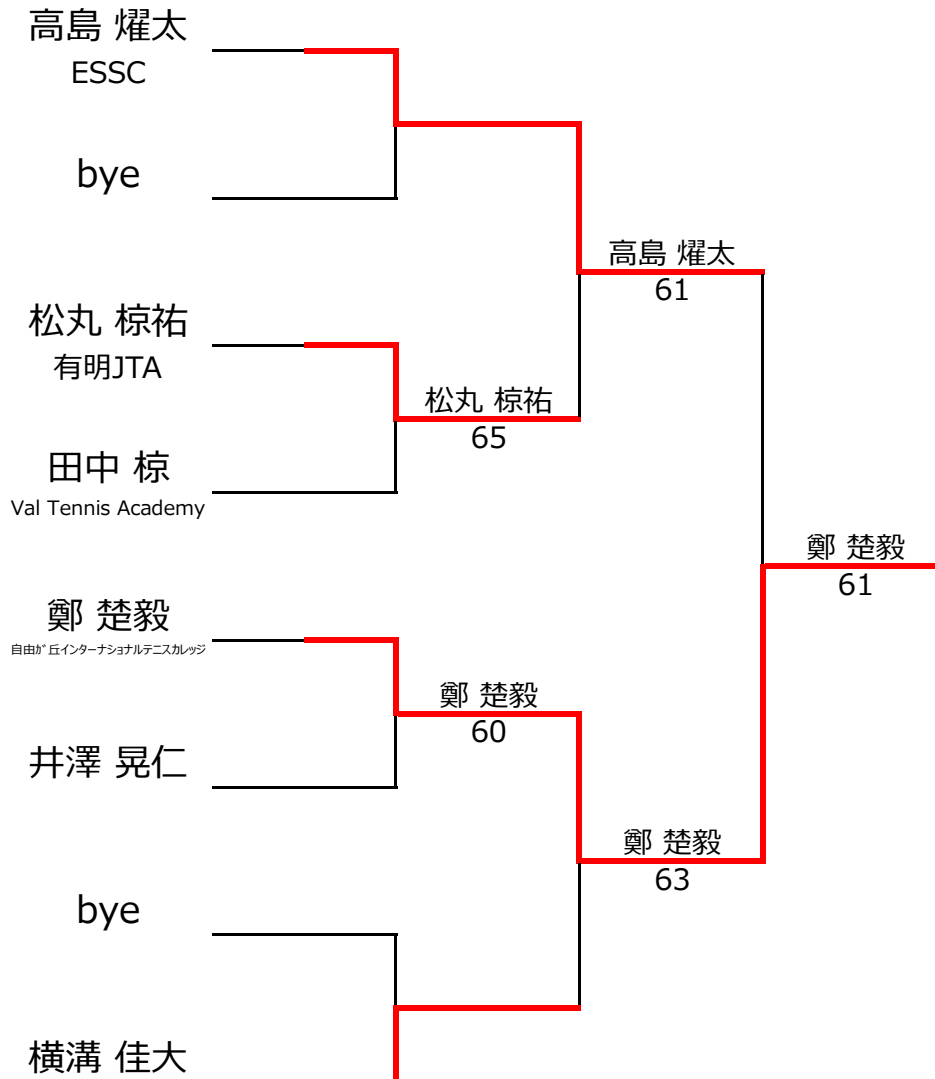 高島 燿太
ESSC
bye
高島 燿太
61
松丸 椋祐
有明JTA
松丸 椋祐
65
田中 椋
Val Tennis Academy
鄭 楚毅
61
鄭 楚毅
自由が丘インターナショナルテニスカレッジ
鄭 楚毅
60
井澤 晃仁
鄭 楚毅
63
bye
横溝 佳大